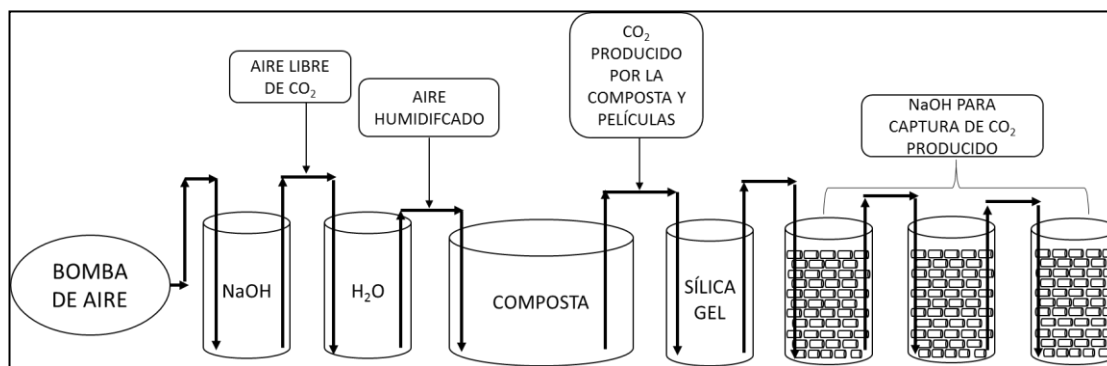 BOMBA
DE AIRE
NaOH
AIRE LIBRE
DE CO₂
H₂O
AIRE
HUMIDIFCADO
COMPOSTA
CO₂
PRODUCIDO
POR LA
COMPOSTA Y
PELÍCULAS
SÍLICA
GEL
NaOH PARA
CAPTURA DE CO₂
PRODUCIDO